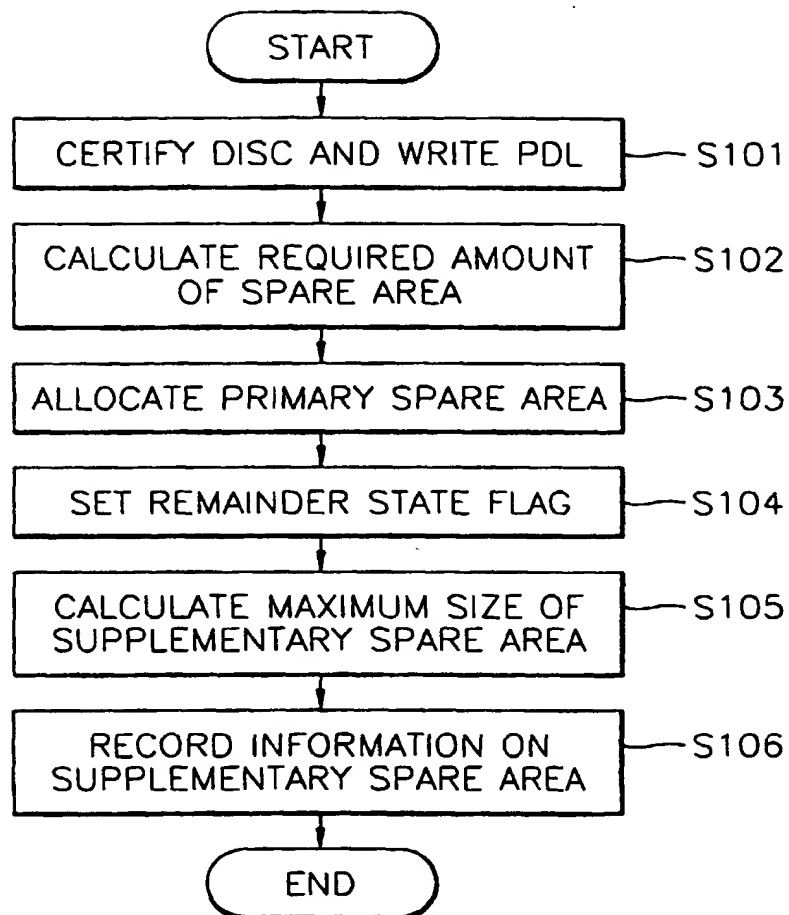 START
CERTIFY DISC AND WRITE PDL
S101
CALCULATE REQUIRED AMOUNT
OF SPARE AREA
S102
ALLOCATE PRIMARY SPARE AREA
S103
SET REMAINDER STATE FLAG
S104
CALCULATE MAXIMUM SIZE OF
SUPPLEMENTARY SPARE AREA
S105
RECORD INFORMATION ON
SUPPLEMENTARY SPARE AREA
S106
END